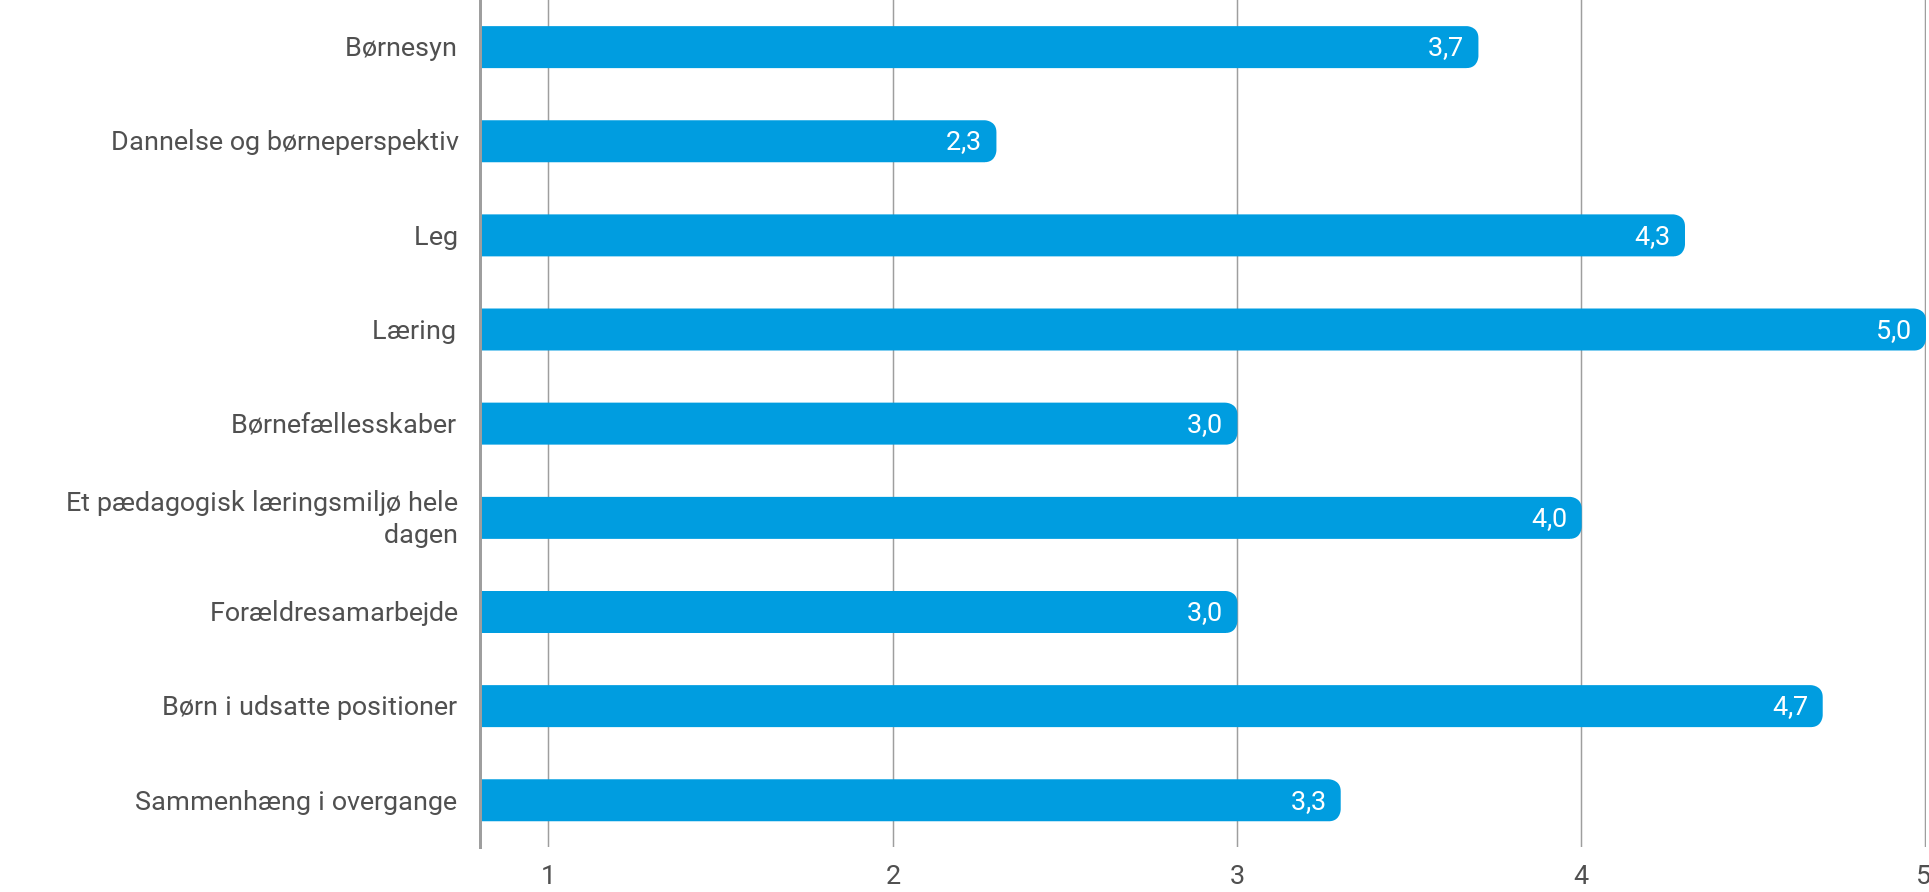 Børnesyn 3,7
Dannelse og børneperspektiv 2,3
Leg 4,3
Læring 5,0
Børnefællesskaber 3,0
Et pædagogisk læringsmiljø hele
dagen 4,0
Forældresamarbejde 3,0
Børn i udsatte positioner 4,7
Sammenhæng i overgange 3,3
1 2 3 4 5